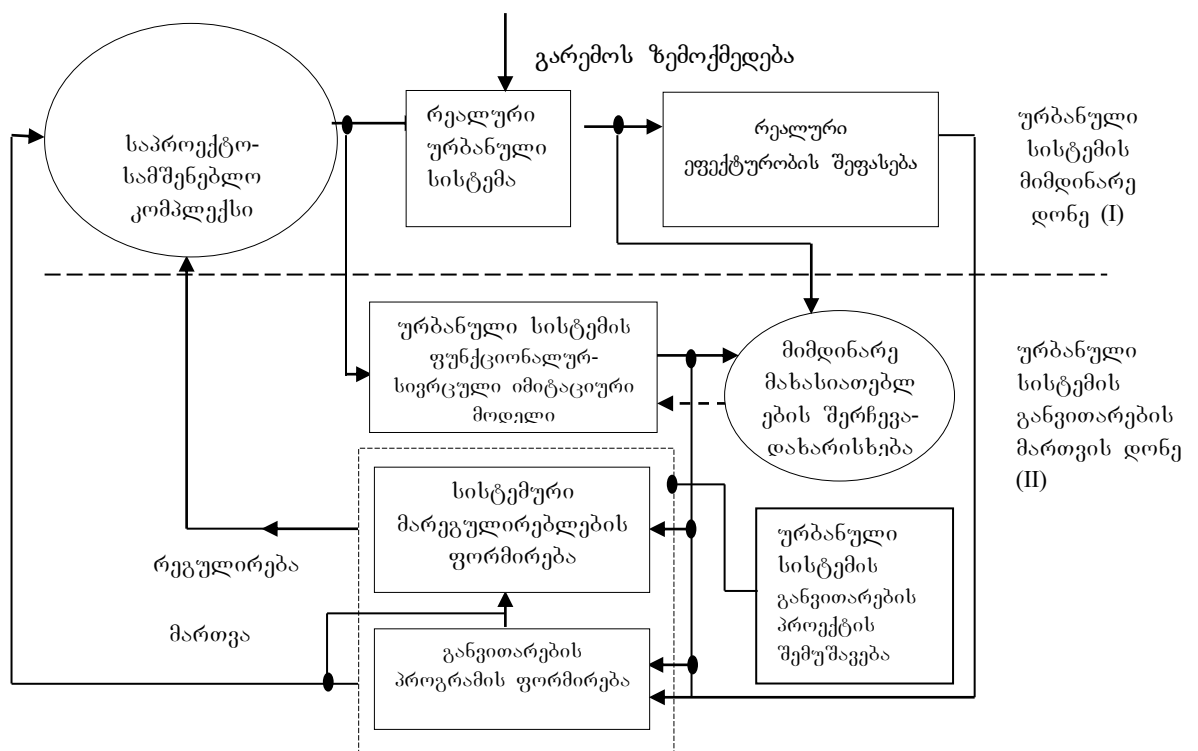 გარემოს ზემოქმედება
საპროექტო-
სამშენებლო
კომპლექსი
რეალური
ურბანული
სისტემა
რეალური
ეფექტურობის შეფასება
ურბანული
სისტემის
მიმდინარე
დონე (I)
ურბანული სისტემის
ფუნქციონალურ-
სივრცული იმიტაციური
მოდელი
მიმდინარე
მახასიათებლ
ების შერჩევა-
დახარისხება
ურბანული
სისტემის
განვითარების
მართვის დონე
(II)
სისტემური
მარეგულირებლების
ფორმირება
რეგულირება
მართვა
განვითარების
პროგრამის ფორმირება
ურბანული
სისტემის
განვითარების
პროექტის
შემუშავება